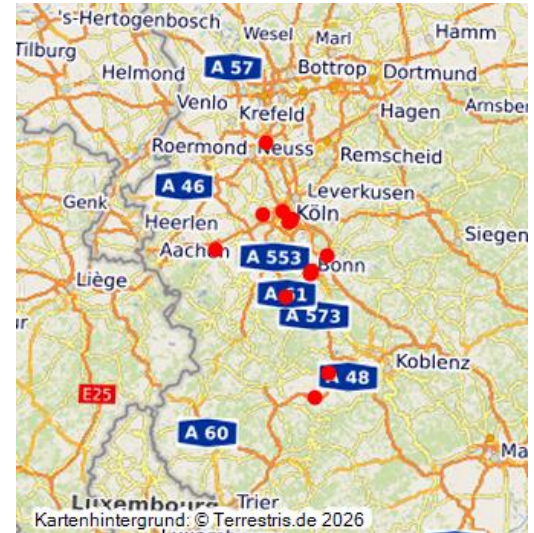 's-Hertogenbosch
Wesel
Marl
Hamm
Tilburg
A 57
Helmond
Bottrop
Dortmund
Venlo
Krefeld
Hagen
Arnsber
Roermond
Neuss
Remscheid
A 46
Leverkusen
Genk
Heerlen
Köln
Siegen
Aachen
A 553
Bonn
Liège
A 61
A 573
ur
Koblenz
A 48
E25
A 60
Ma
Luxembourg
Trier
Kartenhintergrund: © Terrestris.de 2026